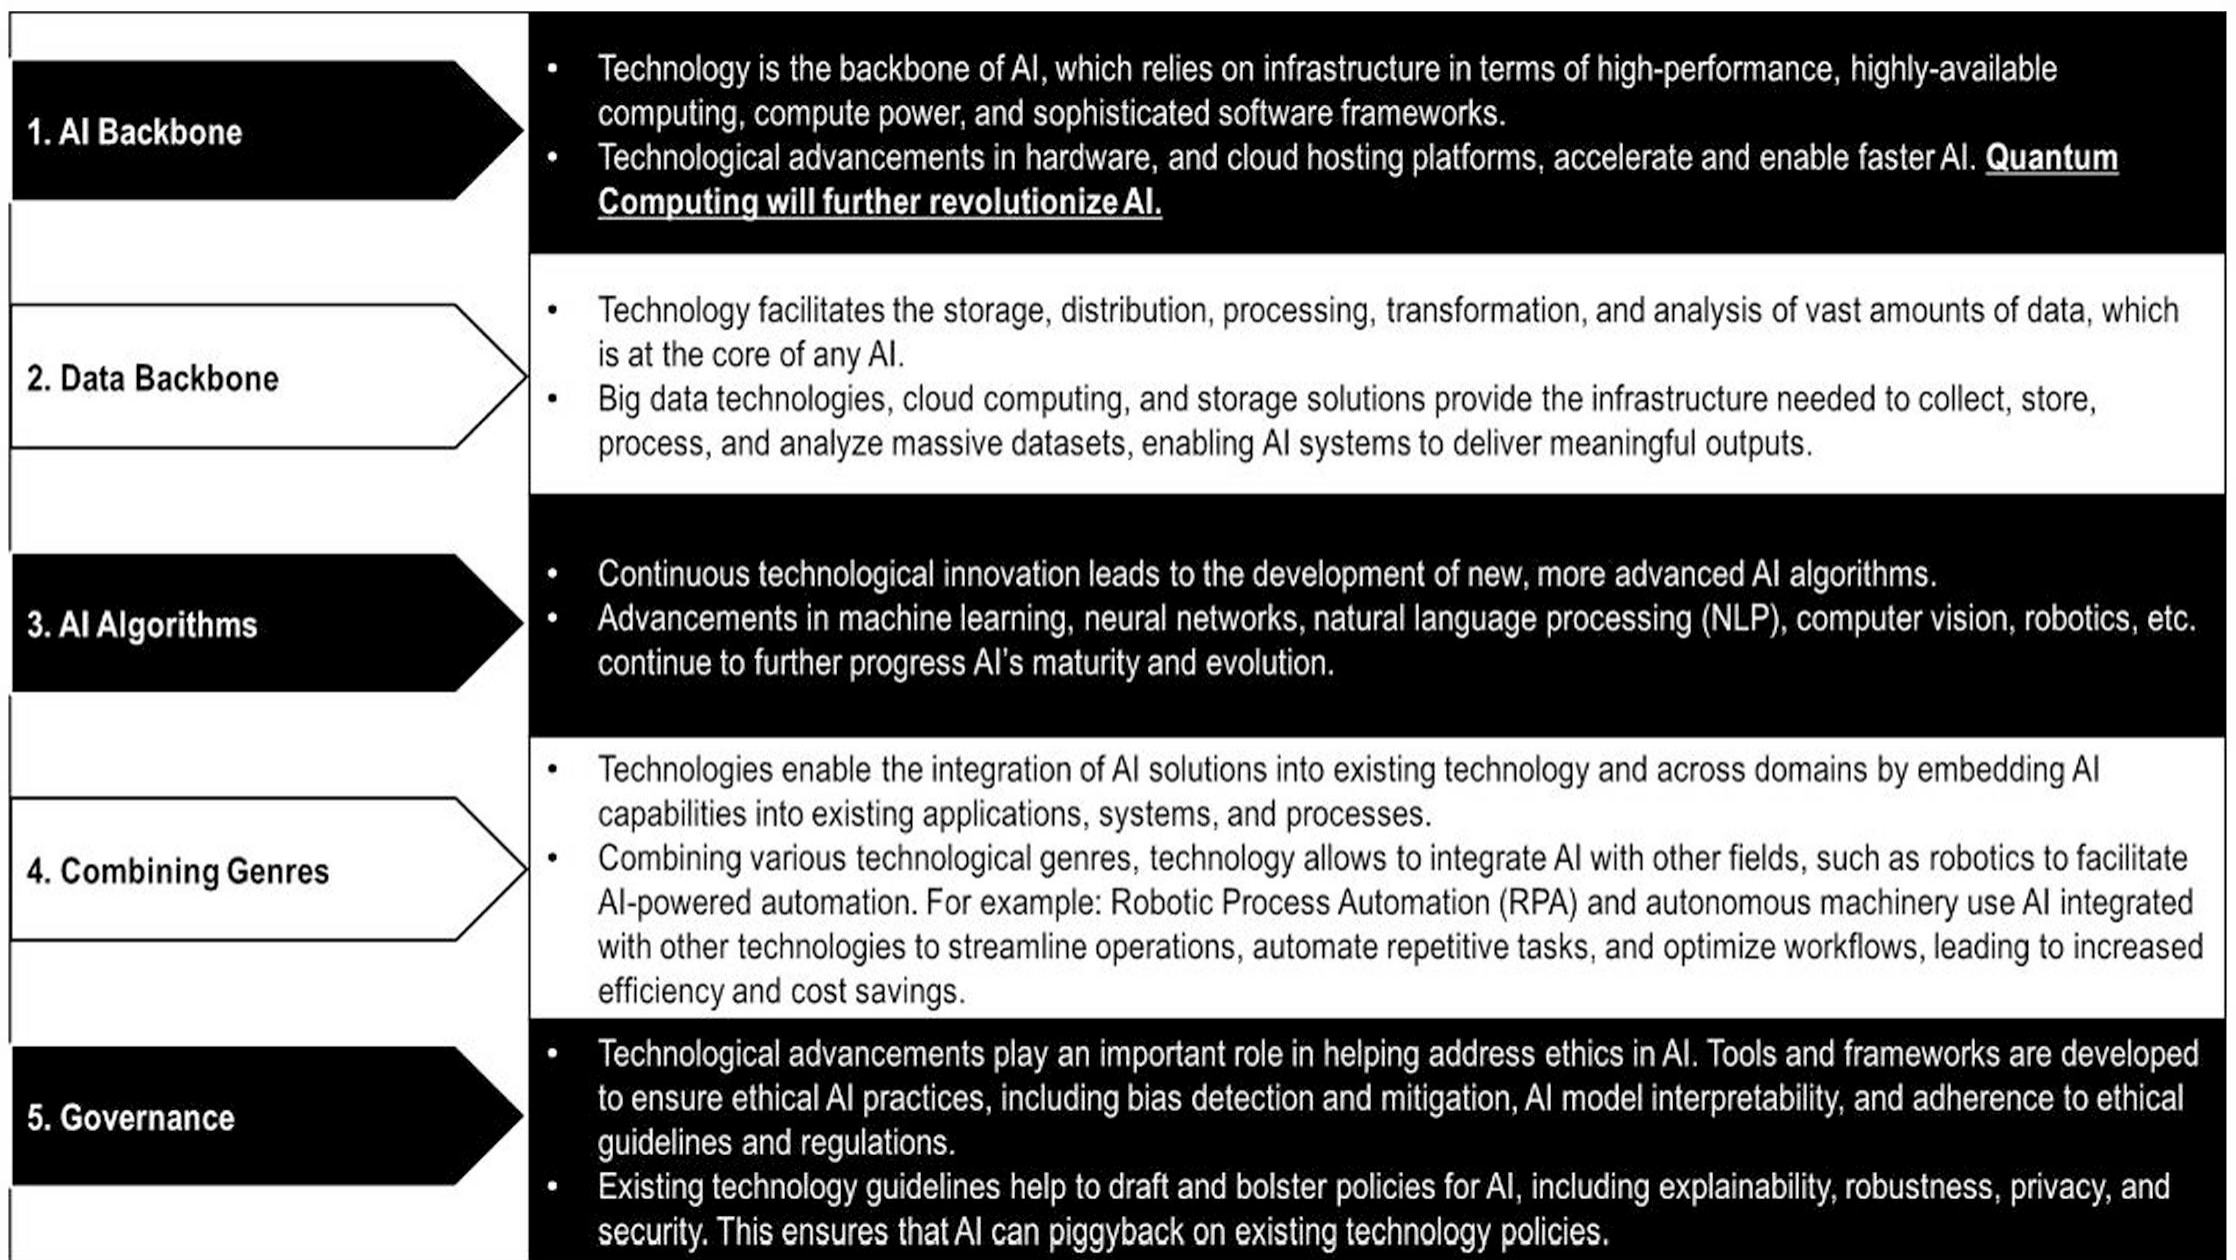 1. AI Backbone
• Technology is the backbone of AI, which relies on infrastructure in terms of high-performance, highly-available
computing, compute power, and sophisticated software frameworks.
• Technological advancements in hardware, and cloud hosting platforms, accelerate and enable faster AI. Quantum
Computing will further revolutionize AI.
2. Data Backbone
• Technology facilitates the storage, distribution, processing, transformation, and analysis of vast amounts of data, which
is at the core of any AI.
• Big data technologies, cloud computing, and storage solutions provide the infrastructure needed to collect, store,
process, and analyze massive datasets, enabling AI systems to deliver meaningful outputs.
3. AI Algorithms
• Continuous technological innovation leads to the development of new, more advanced AI algorithms.
• Advancements in machine learning, neural networks, natural language processing (NLP), computer vision, robotics, etc.
continue to further progress AI's maturity and evolution.
4. Combining Genres
• Technologies enable the integration of AI solutions into existing technology and across domains by embedding AI
capabilities into existing applications, systems, and processes.
• Combining various technological genres, technology allows to integrate AI with other fields, such as robotics to facilitate
AI-powered automation. For example: Robotic Process Automation (RPA) and autonomous machinery use AI integrated
with other technologies to streamline operations, automate repetitive tasks, and optimize workflows, leading to increased
efficiency and cost savings.
5. Governance
• Technological advancements play an important role in helping address ethics in AI. Tools and frameworks are developed
to ensure ethical AI practices, including bias detection and mitigation, AI model interpretability, and adherence to ethical
guidelines and regulations.
• Existing technology guidelines help to draft and bolster policies for AI, including explainability, robustness, privacy, and
security. This ensures that AI can piggyback on existing technology policies.